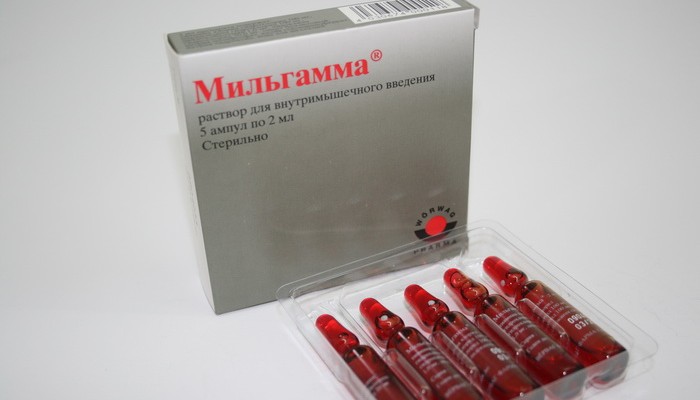 Мильгамма®
раствор для внутримышечного введения
5 ампул по 2 мл
Стерильно
WÖRWAG
PHARMA